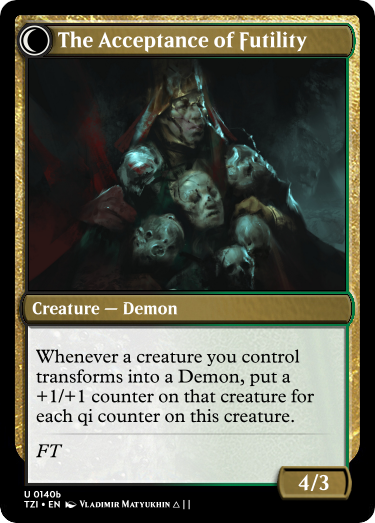 The Acceptance of Futility
Creature — Demon
Whenever a creature you control
transforms into a Demon, put a
+1/+1 counter on that creature for
each qi counter on this creature.
FT
4/3
U 0140b
TZI • EN Vladimir Matyukhin △ | |